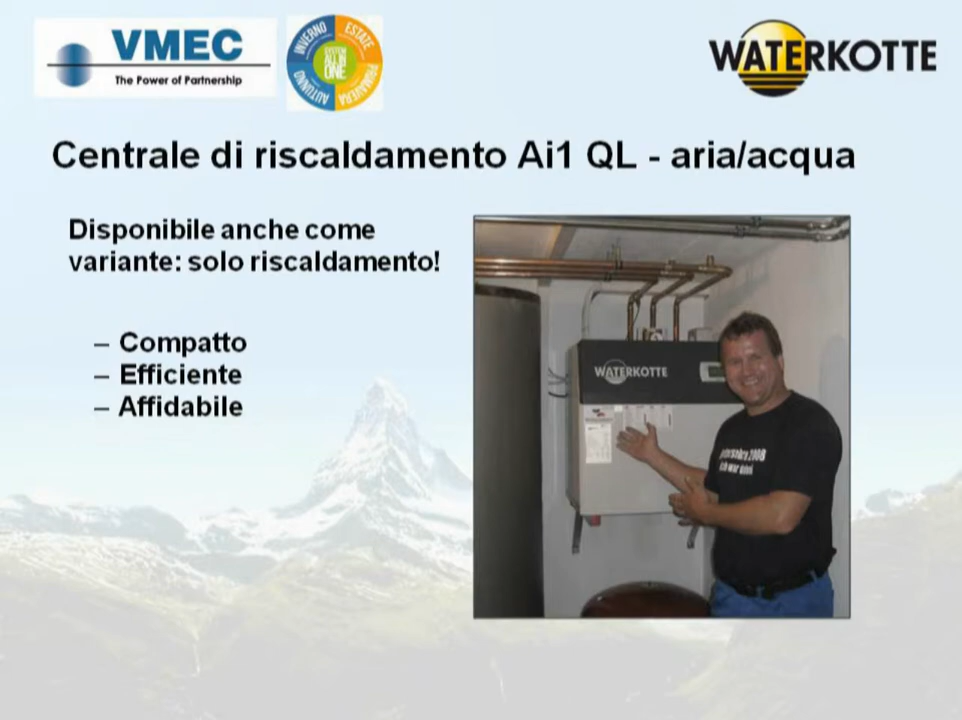 VMEC
The Power of Partnership
INVERNO
ESTATE
PRIMAVERA
AUTUNNO
SYSTEM
ALL IN
ONE
WATERKOTTE
Centrale di riscaldamento Ai1 QL - aria/acqua
Disponibile anche come
variante: solo riscaldamento!
– Compatto
– Efficiente
– Affidabile
WATERKOTTE
2008
war